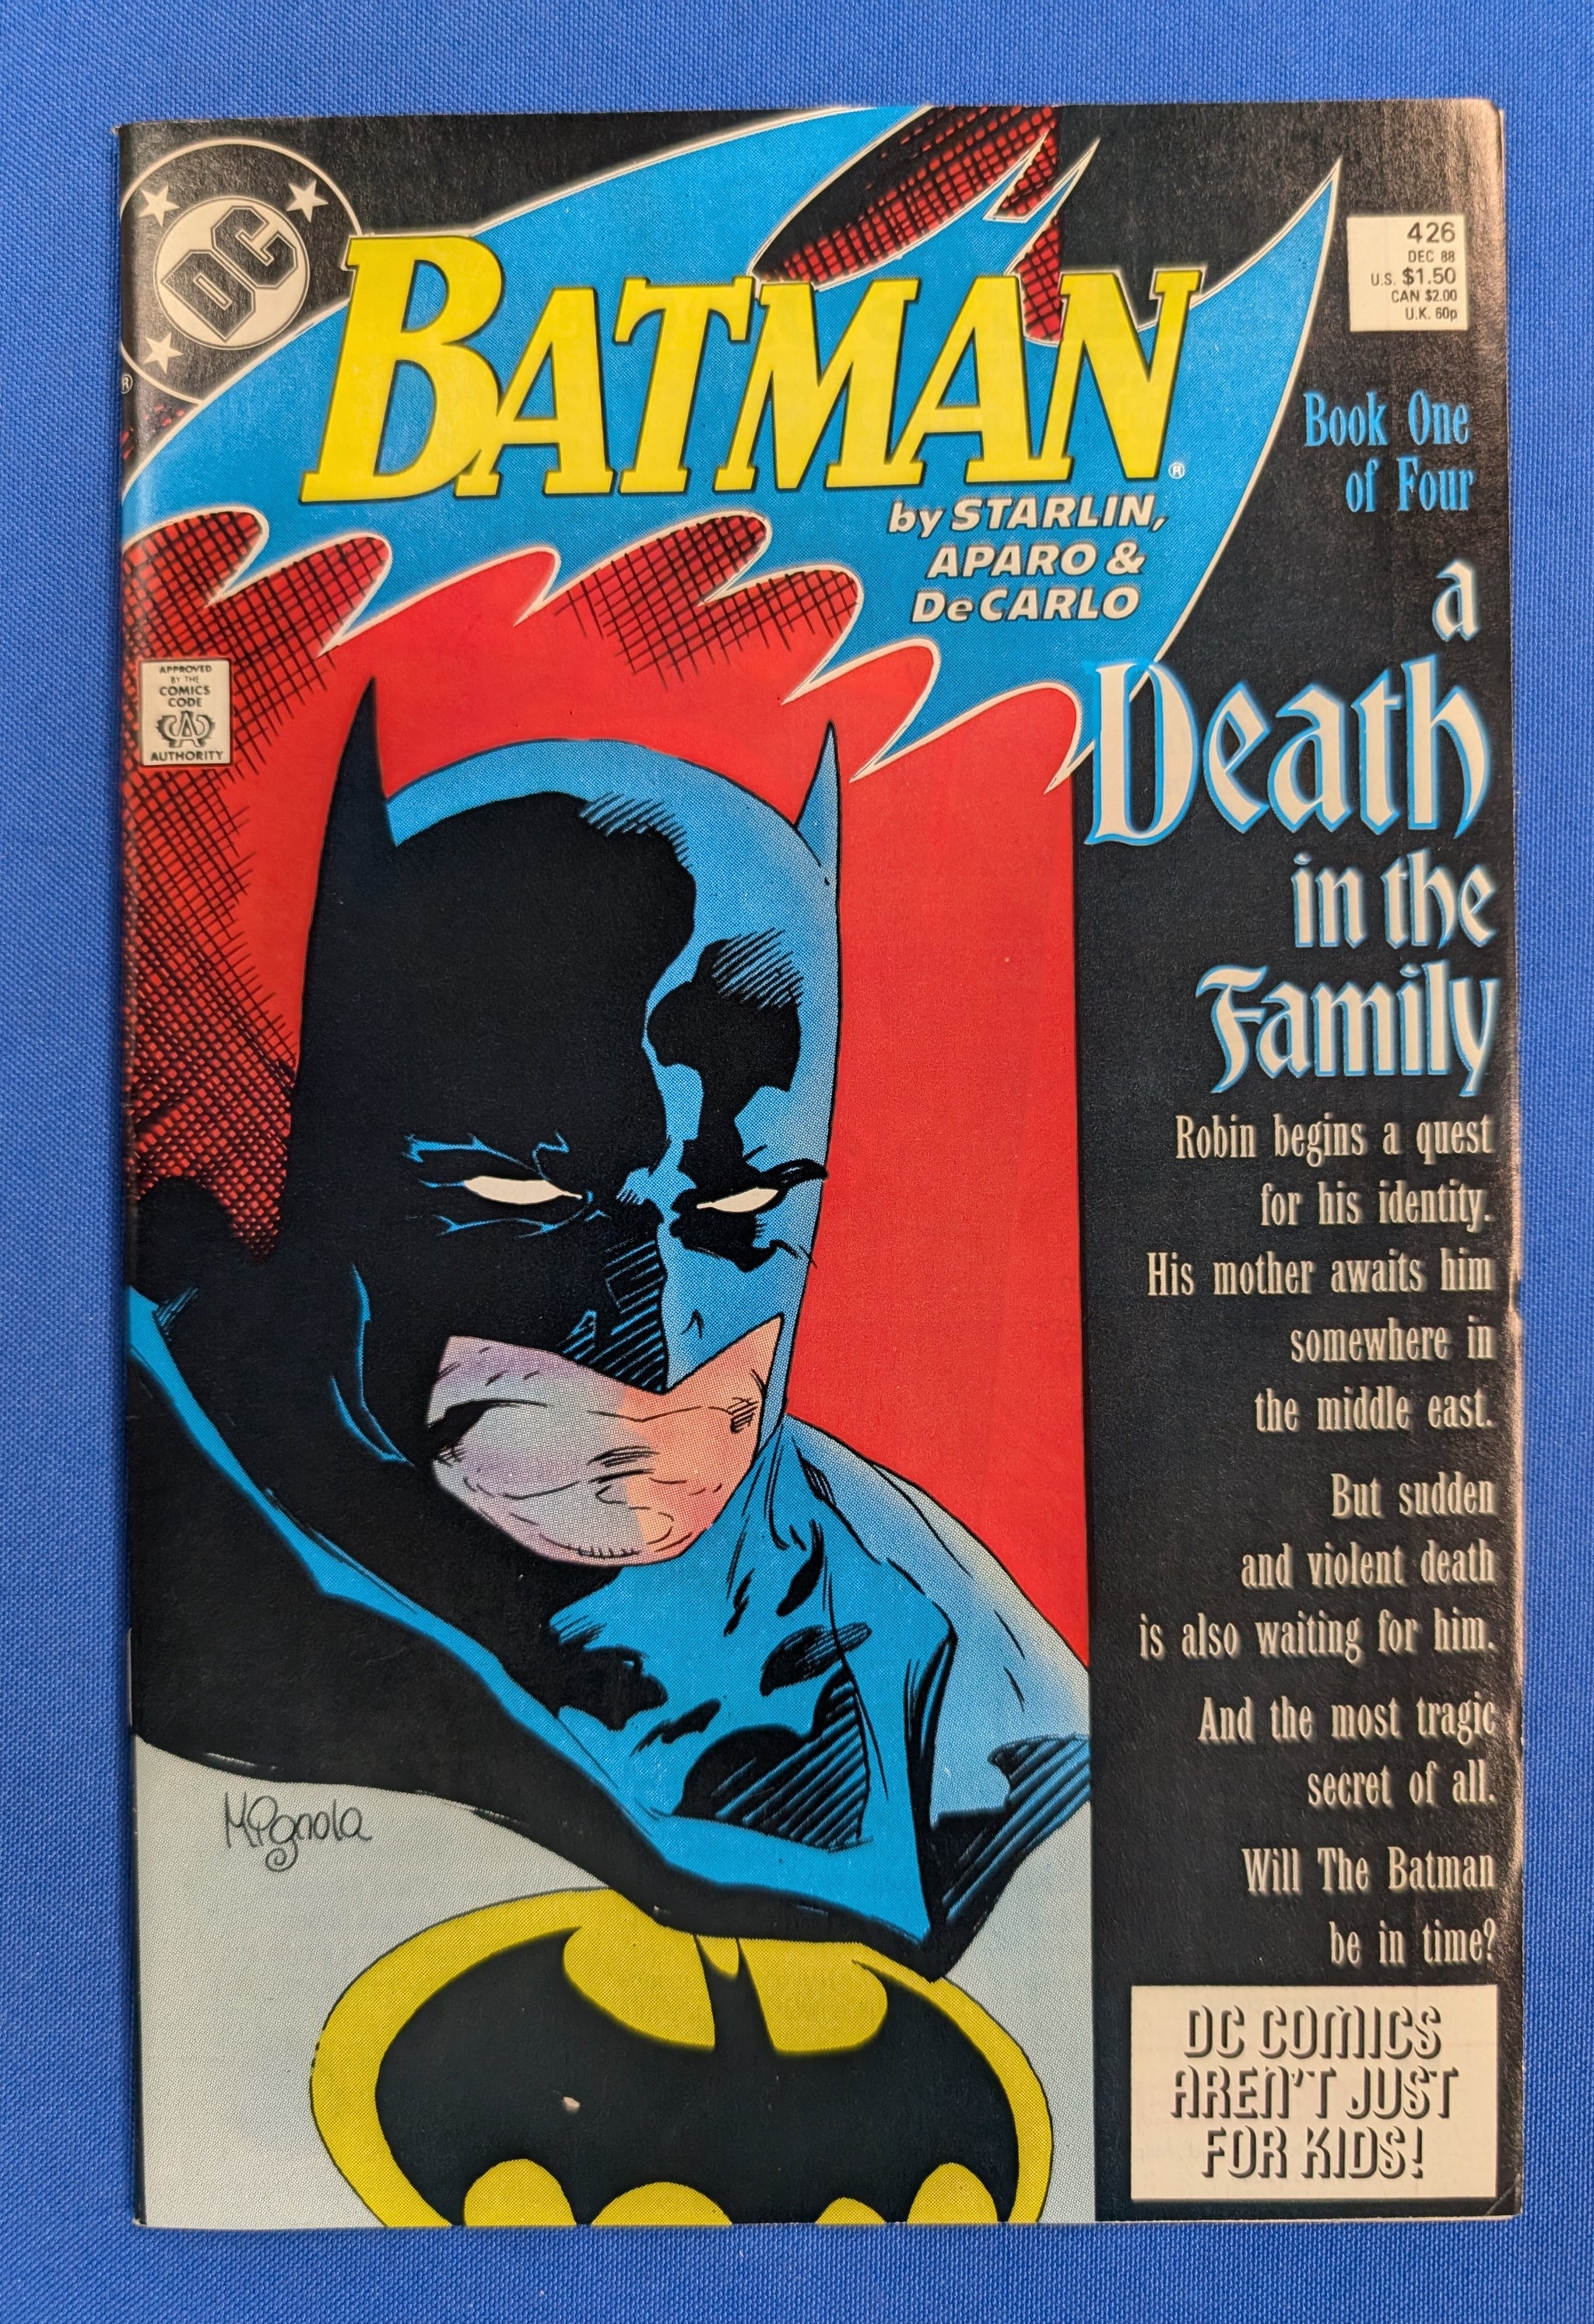 DC
®
BATMAN®
by STARLIN,
APARO &
DeCARLO
426
DEC 88
U.S. $1.50
CAN $2.00
U.K. 60p
Book One
of Four
a
Death
in the
Family
APPROVED
BY THE
COMICS
CODE
CA
AUTHORITY
Robin begins a quest
for his identity.
His mother awaits him
somewhere in
the middle east.
But sudden
and violent death
is also waiting for him.
And the most tragic
secret of all.
Will The Batman
be in time?
Mignola
DC COMICS
AREN'T JUST
FOR KIDS!